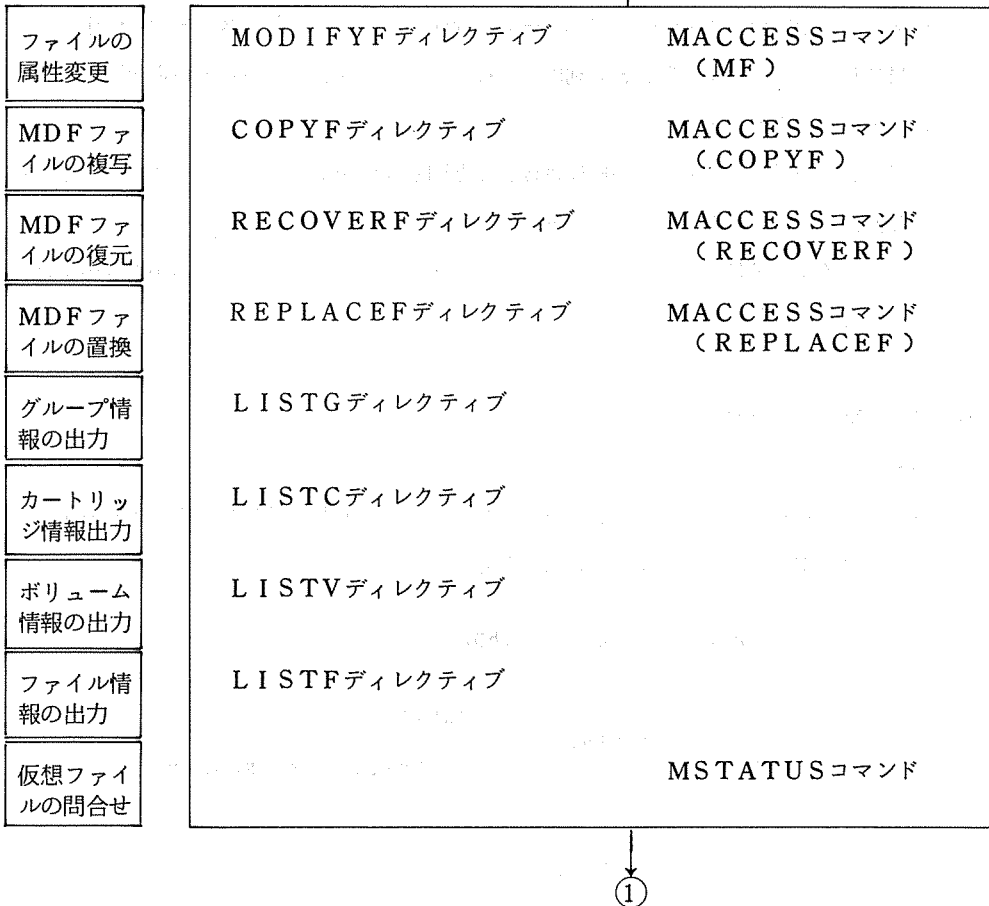 ファイルの
属性変更
MODIFYFディレクティブ
MACCESSコマンド
(MF)
MDFファ
イルの複写
COPYFディレクティブ
MACCESSコマンド
(COPYF)
MDFファ
イルの復元
RECOVERFディレクティブ
MACCESSコマンド
(RECOVERF)
MDFファ
イルの置換
REPLACEFディレクティブ
MACCESSコマンド
(REPLACEF)
グループ情
報の出力
LISTGディレクティブ
カートリッ
ジ情報出力
LISTCディレクティブ
ボリューム
情報の出力
LISTVディレクティブ
ファイル情
報の出力
LISTFディレクティブ
仮想ファイ
ルの問合せ
MSTATUSコマンド
①